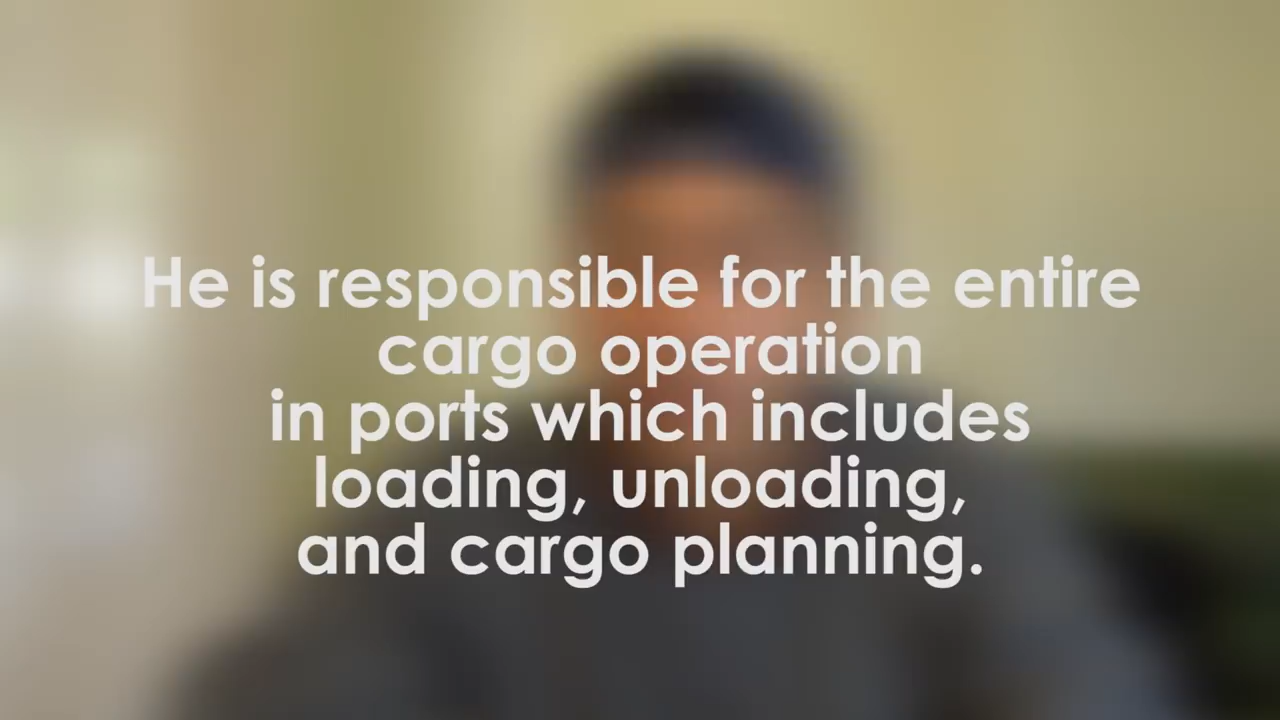 He is responsible for the entire
cargo operation
in ports which includes
loading, unloading,
and cargo planning.